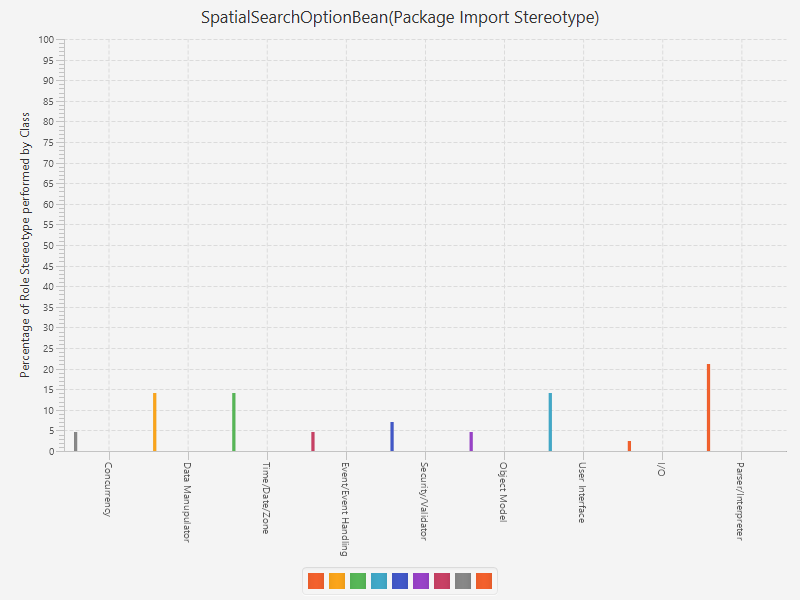 SpatialSearchOptionBean(Package Import Stereotype)
Percentage of Role Stereotype performed by Class
100
95
90
85
80
75
70
65
60
55
50
45
40
35
30
25
20
15
10
5
0
Concurrency
Data Manupulator
Time/Date/Zone
Event/Event Handling
Security/Validator
Object Model
User Interface
I/O
Parser/Interpreter